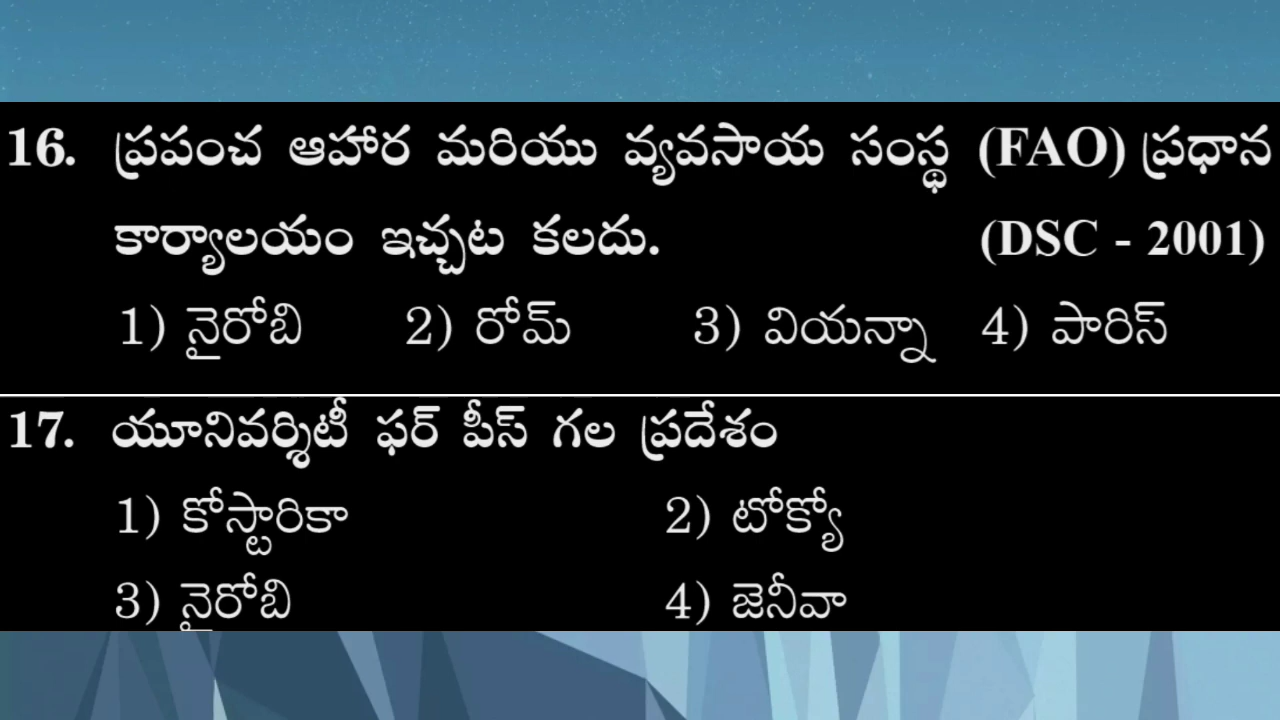 16. ప్రపంచ ఆహార మరియు వ్యవసాయ సంస్థ (FAO) ప్రధాన
కార్యాలయం ఇచ్చట కలదు. (DSC - 2001)
1) నైరోబి 2) రోమ్ 3) వియన్నా 4) పారిస్
17. యూనివర్శిటీ ఫర్ పీస్ గల ప్రదేశం
1) కోస్టారికా 2) టోక్యో
3) నైరోబి 4) జెనీవా